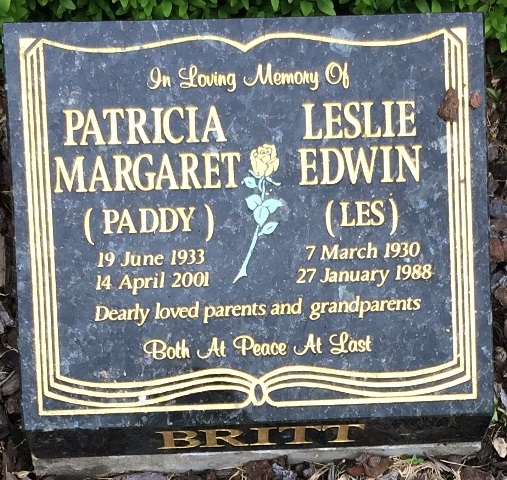 In Loving Memory Of
PATRICIA MARGARET
(PADDY)
19 June 1933
14 April 2001
LESLIE EDWIN
(LES)
7 March 1930
27 January 1988
Dearly loved parents and grandparents
Both At Peace At Last
BRITT